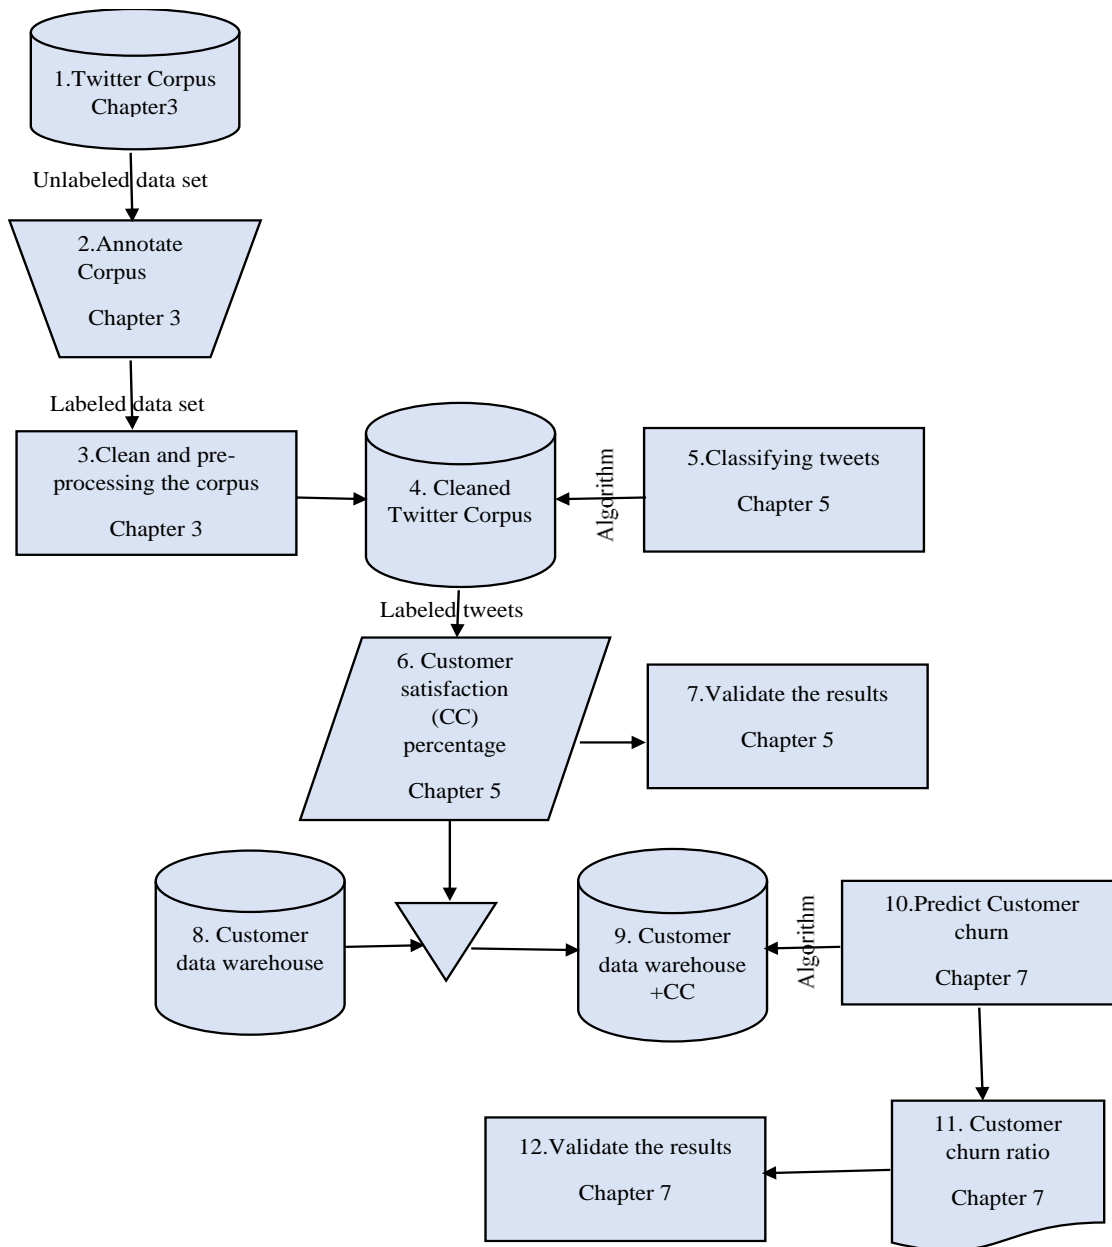 1.Twitter Corpus
Chapter3
Unlabeled data set
2.Annotate
Corpus
Chapter 3
Labeled data set
3.Clean and pre-
processing the corpus
Chapter 3
4. Cleaned
Twitter Corpus
Algorithm
5.Classifying tweets
Chapter 5
Labeled tweets
6. Customer
satisfaction
(CC)
percentage
Chapter 5
7.Validate the results
Chapter 5
8. Customer
data warehouse
9. Customer
data warehouse
+CC
Algorithm
10.Predict Customer
churn
Chapter 7
11. Customer
churn ratio
Chapter 7
12.Validate the results
Chapter 7